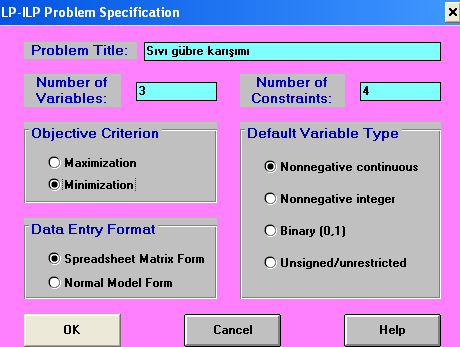 LP-ILP Problem Specification
Problem Title: Sıvı gübre karışımı
Number of Variables: 3
Number of Constraints: 4
Objective Criterion
Maximization
Minimization
Default Variable Type
Nonnegative continuous
Nonnegative integer
Binary (0,1)
Unsigned/unrestricted
Data Entry Format
Spreadsheet Matrix Form
Normal Model Form
OK
Cancel
Help